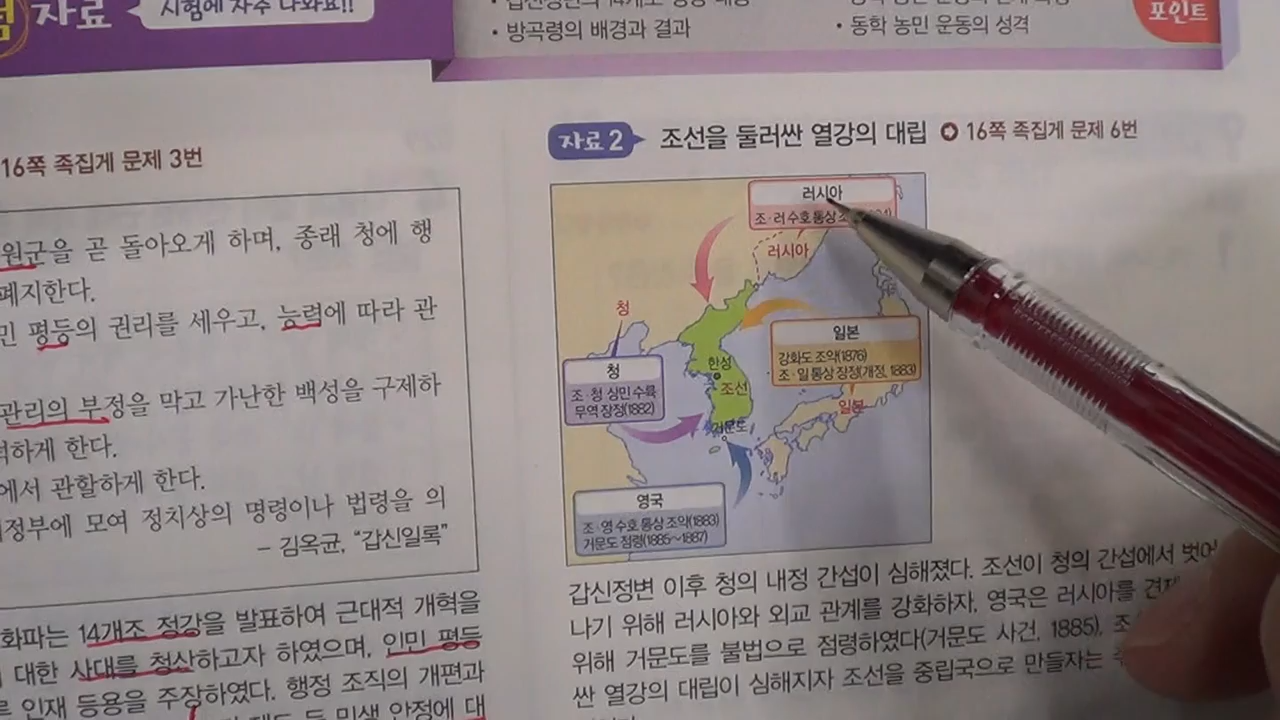 자료
시험에 자주 나와요!!
• 방곡령의 배경과 결과
• 동학 농민 운동의 성격
포인트
16쪽 족집게 문제 3번
원군을 곧 돌아오게 하며, 종래 청에 행
폐지한다.
민 평등의 권리를 세우고, 능력에 따라 관
관리의 부정을 막고 가난한 백성을 구제하
하게 한다.
에서 관할하게 한다.
정부에 모여 정치상의 명령이나 법령을 의
– 김옥균, “갑신일록”
화파는 14개조 정강을 발표하여 근대적 개혁을
대한 사대를 청산하고자 하였으며, 인민 평등
인재 등용을 주장하였다. 행정 조직의 개편과
민생 안정에 대
자료 2 조선을 둘러싼 열강의 대립 16쪽 족집게 문제 6번
러시아
조·러 수호 통상
러시아
청
일본
강화도 조약(1876)
조·일 통상 장정(개정, 1883)
청
조·청 상민 수륙
무역 장정(1882)
한성
조선
일본
거문도
영국
조·영 수호 통상 조약(1883)
거문도 점령(1885~1887)
갑신정변 이후 청의 내정 간섭이 심해졌다. 조선이 청의 간섭에서 벗어
나기 위해 러시아와 외교 관계를 강화하자, 영국은 러시아를 견제
위해 거문도를 불법으로 점령하였다(거문도 사건, 1885).
싼 열강의 대립이 심해지자 조선을 중립국으로 만들자는